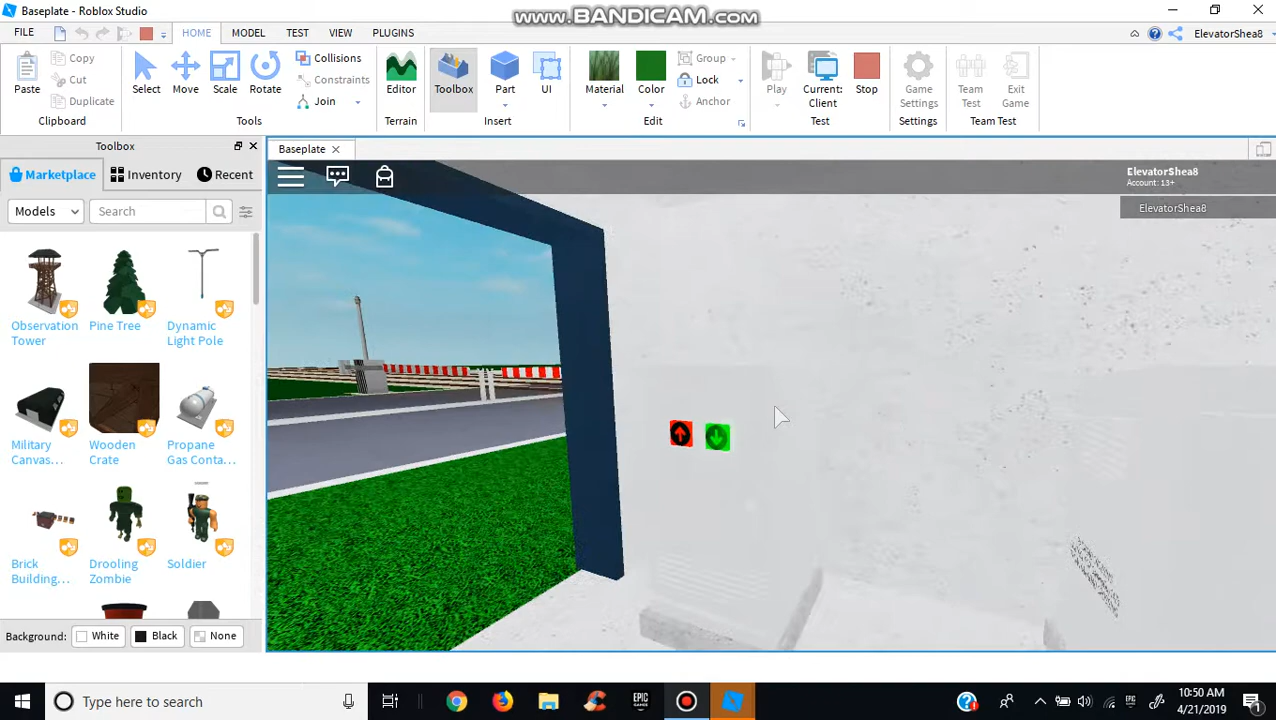 Baseplate - Roblox Studio
www.BANDICAM.com
FILE HOME MODEL TEST VIEW PLUGINS ElevatorShea8
Paste Copy Cut Duplicate Select Move Scale Rotate Collisions Constraints Join Editor Toolbox Part UI Material Color Group Lock Anchor Play Current: Client Stop Game Settings Team Test Exit Game
Clipboard Tools Terrain Insert Edit Test Settings Team Test
Toolbox
Baseplate
Marketplace Inventory Recent
ElevatorShea8
Account: 13+
ElevatorShea8
Models Search
Observation Tower
Pine Tree
Dynamic Light Pole
Military Canvas...
Wooden Crate
Propane Gas Conta...
Brick Building...
Drooling Zombie
Soldier
Background: White Black None
Type here to search
EPIC GAMES
10:50 AM
4/21/2019